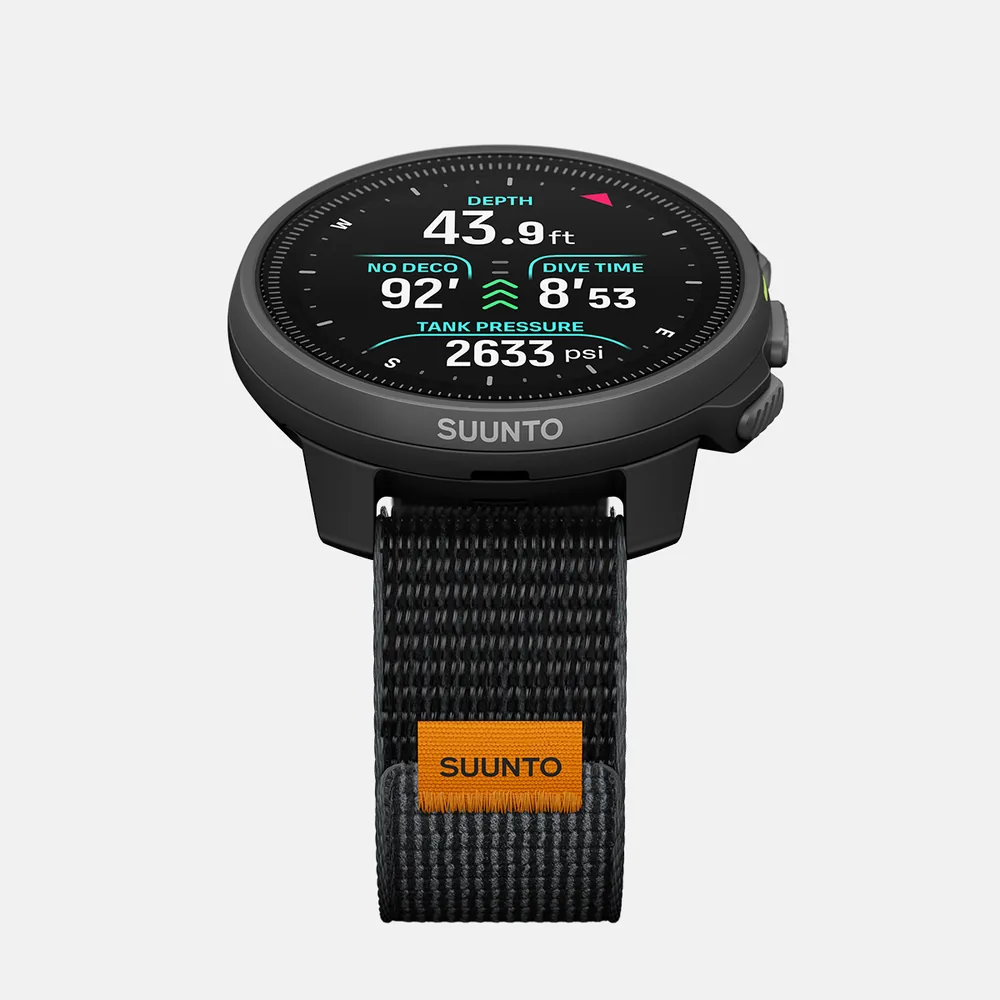 DEPTH
43.9ft
W
NO DECO
DIVE TIME
92’
8’53
TANK PRESSURE
2633 psi
E
S
SUUNTO
SUUNTO